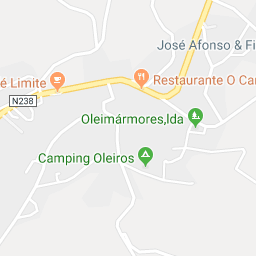 José Afonso & Fi
é Limite
Restaurante O Ca
N238
Oleimármores,lda
Camping Oleiros